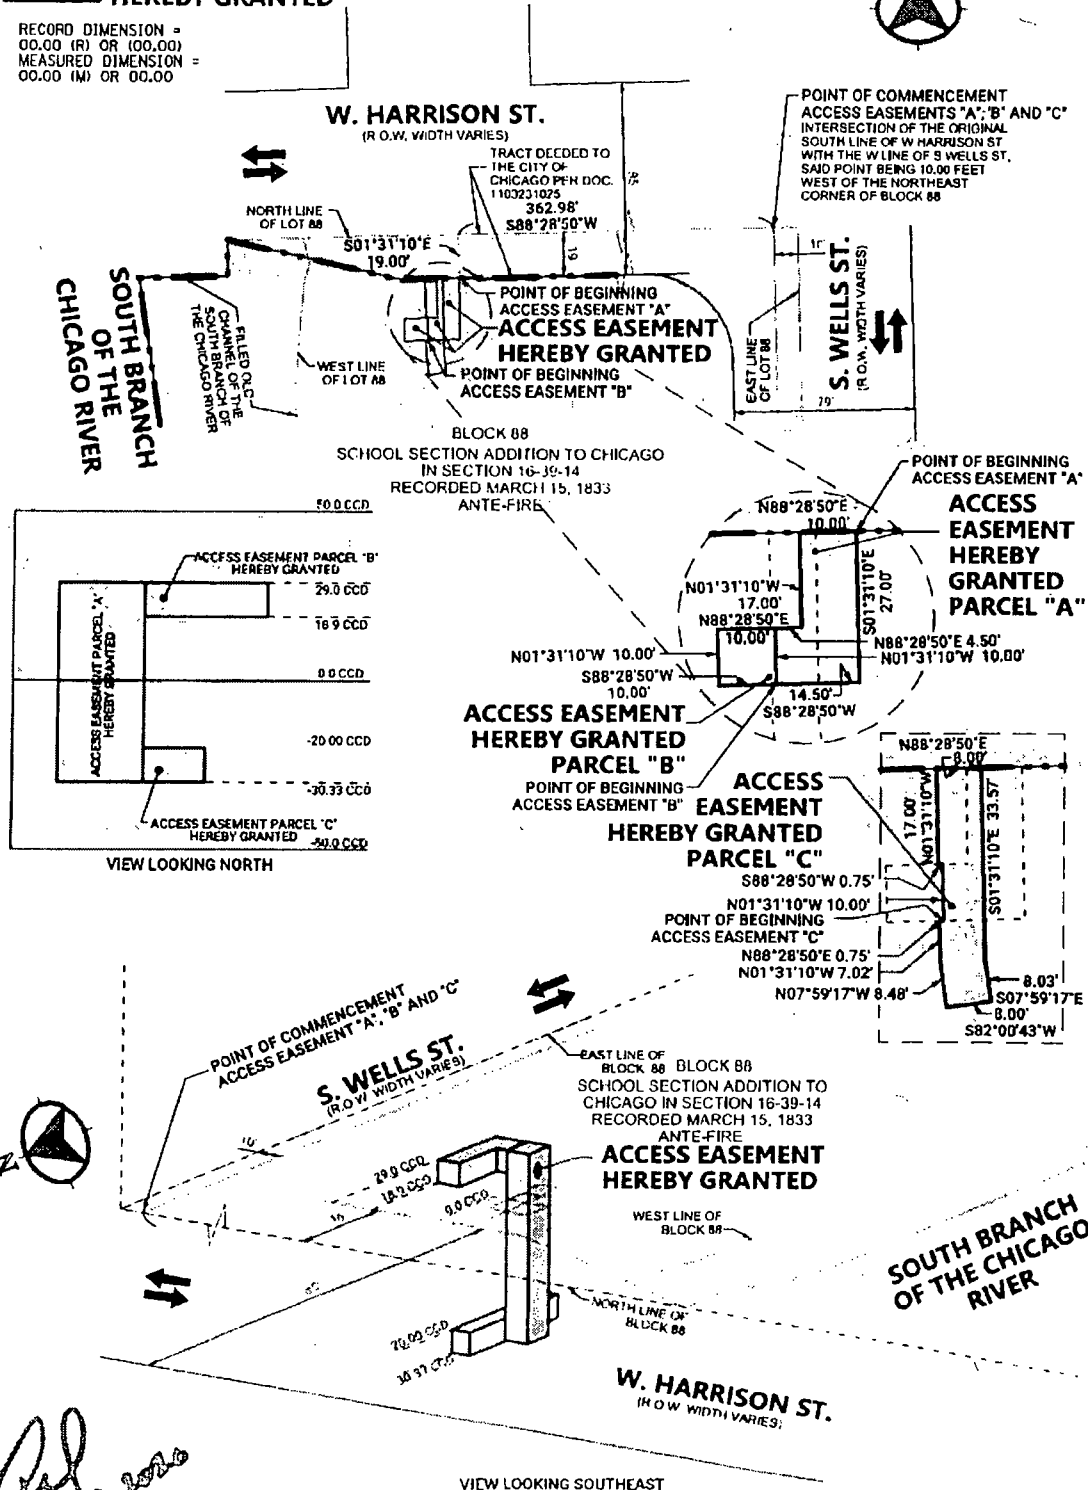 HEREBY GRANTED
RECORD DIMENSION =
00.00 (R) OR (00.00)
MEASURED DIMENSION =
00.00 (M) OR 00.00
W. HARRISON ST.
(R.O.W. WIDTH VARIES)
TRACT DEEDED TO
THE CITY OF
CHICAGO PER DOC.
1103231025
362.98'
S88°28'50"W
NORTH LINE
OF LOT 88
S01°31'10"E
19.00'
19'
POINT OF COMMENCEMENT
ACCESS EASEMENTS "A", "B" AND "C"
INTERSECTION OF THE ORIGINAL
SOUTH LINE OF W HARRISON ST
WITH THE W LINE OF S WELLS ST,
SAID POINT BEING 10.00 FEET
WEST OF THE NORTHEAST
CORNER OF BLOCK 88
10'
S. WELLS ST.
(R.O.W. WIDTH VARIES)
EAST LINE
OF LOT 88
79'
SOUTH BRANCH
OF THE
CHICAGO RIVER
FILLED OLD
CHANNEL OF THE
SOUTH BRANCH OF
THE CHICAGO RIVER
WEST LINE
OF LOT 88
POINT OF BEGINNING
ACCESS EASEMENT "A"
ACCESS EASEMENT
HEREBY GRANTED
POINT OF BEGINNING
ACCESS EASEMENT "B"
BLOCK 88
SCHOOL SECTION ADDITION TO CHICAGO
IN SECTION 16-39-14
RECORDED MARCH 15, 1833
ANTE-FIRE
POINT OF BEGINNING
ACCESS EASEMENT "A"
ACCESS
EASEMENT
HEREBY
GRANTED
PARCEL "A"
N88°28'50"E
10.00'
S01°31'10"E
27.00'
N01°31'10"W
17.00'
N88°28'50"E
10.00'
N88°28'50"E 4.50'
N01°31'10"W 10.00'
N01°31'10"W 10.00'
S88°28'50"W
10.00'
14.50'
S88°28'50"W
ACCESS EASEMENT
HEREBY GRANTED
PARCEL "B"
POINT OF BEGINNING
ACCESS EASEMENT "B"
50.0 CCD
ACCESS EASEMENT PARCEL "B"
HEREBY GRANTED
29.0 CCD
18.9 CCD
0.0 CCD
ACCESS EASEMENT PARCEL "A"
HEREBY GRANTED
-20.00 CCD
-30.33 CCD
ACCESS EASEMENT PARCEL "C"
HEREBY GRANTED
-50.0 CCD
VIEW LOOKING NORTH
ACCESS
EASEMENT
HEREBY GRANTED
PARCEL "C"
N88°28'50"E
8.00'
17.00'
N01°31'10"W
S01°31'10"E 33.57'
S88°28'50"W 0.75'
N01°31'10"W 10.00'
POINT OF BEGINNING
ACCESS EASEMENT "C"
N88°28'50"E 0.75'
N01°31'10"W 7.02'
N07°59'17"W 8.48'
8.03'
S07°59'17"E
8.00'
S82°00'43"W
POINT OF COMMENCEMENT
ACCESS EASEMENT "A", "B" AND "C"
S. WELLS ST.
(R.O.W. WIDTH VARIES)
10'
EAST LINE OF
BLOCK 88
BLOCK 88
SCHOOL SECTION ADDITION TO
CHICAGO IN SECTION 16-39-14
RECORDED MARCH 15, 1833
ANTE-FIRE
ACCESS EASEMENT
HEREBY GRANTED
29.0 CCD
0.0 CCD
WEST LINE OF
BLOCK 88
SOUTH BRANCH
OF THE CHICAGO
RIVER
NORTH LINE OF
BLOCK 88
20.00 CCD
W. HARRISON ST.
(R.O.W. WIDTH VARIES)
VIEW LOOKING SOUTHEAST